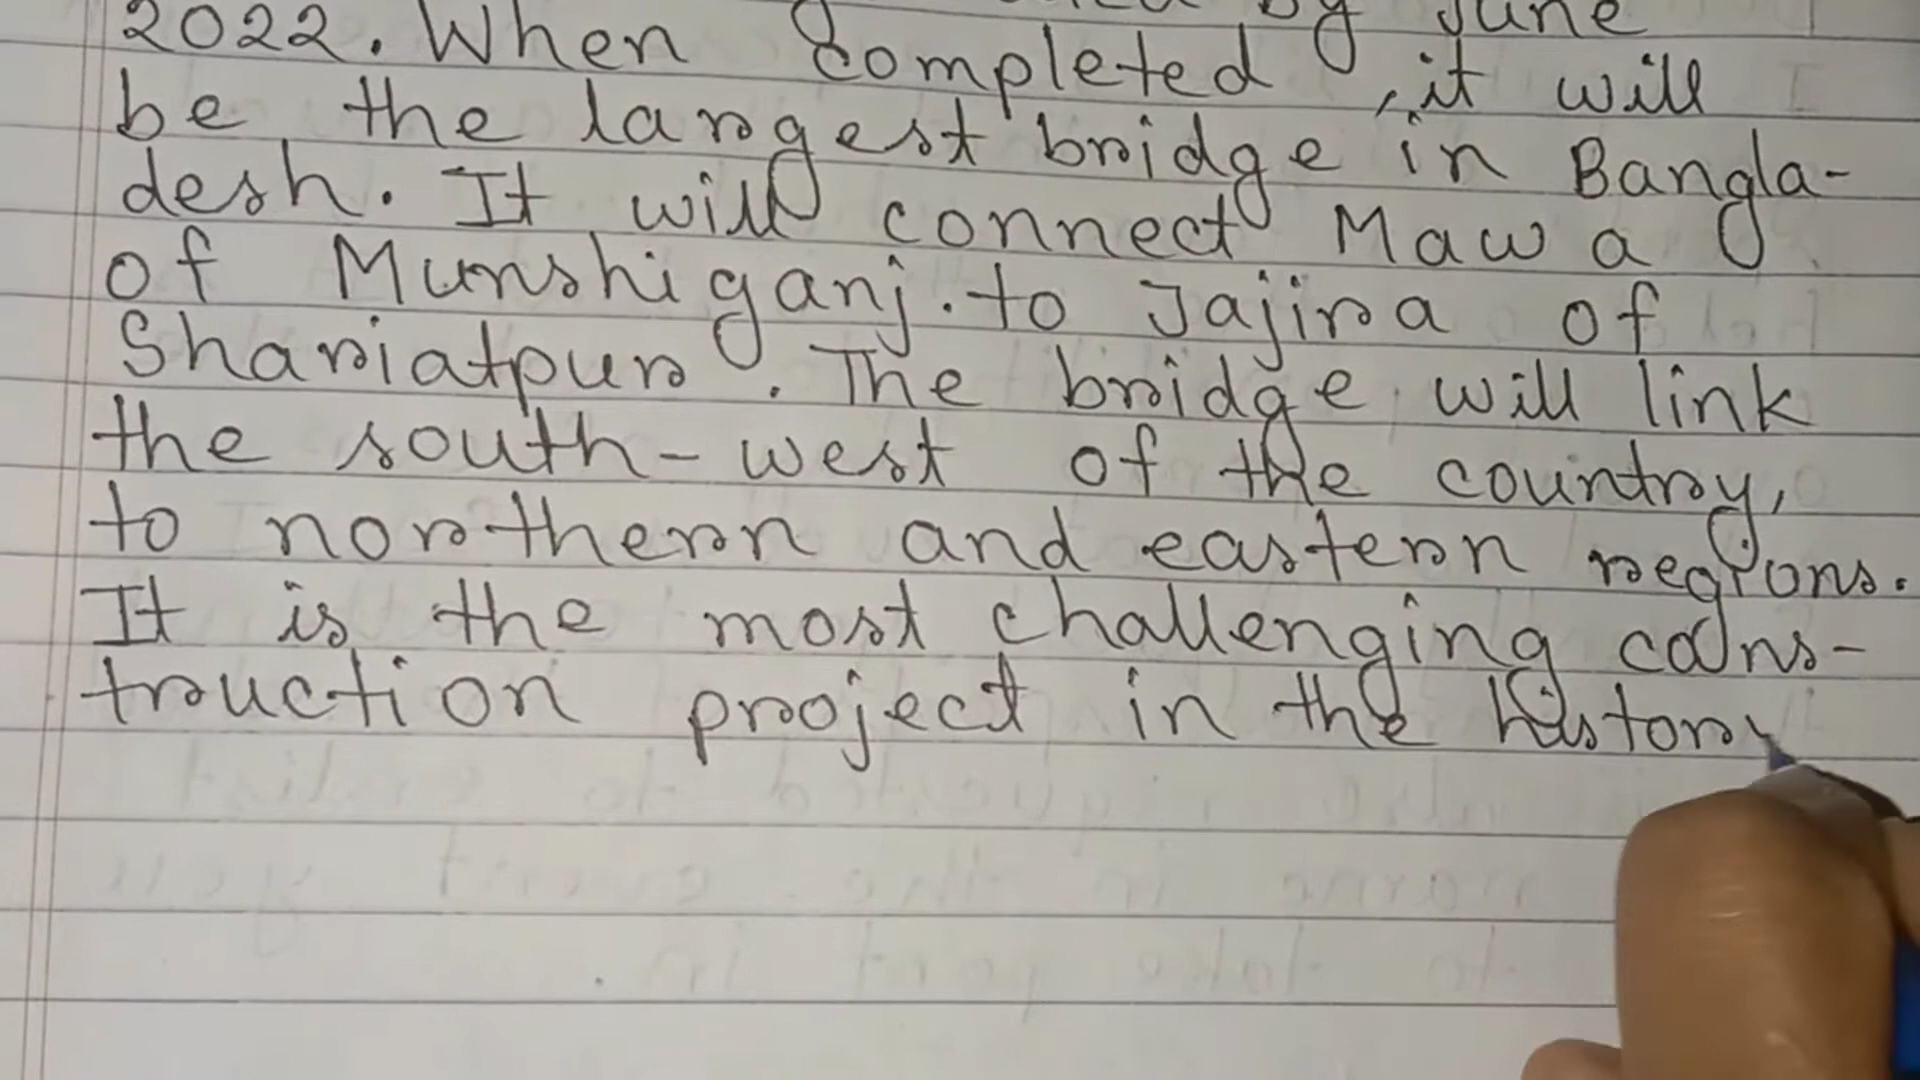 by June
2022. When completed, it will
be the largest bridge in Bangla-
desh. It will connect Mawa
of Munshiganj. to Jajira of
Shariatpur. The bridge will link
the south-west of the country,
to northern and eastern regions.
It is the most challenging cons-
truction project in the history